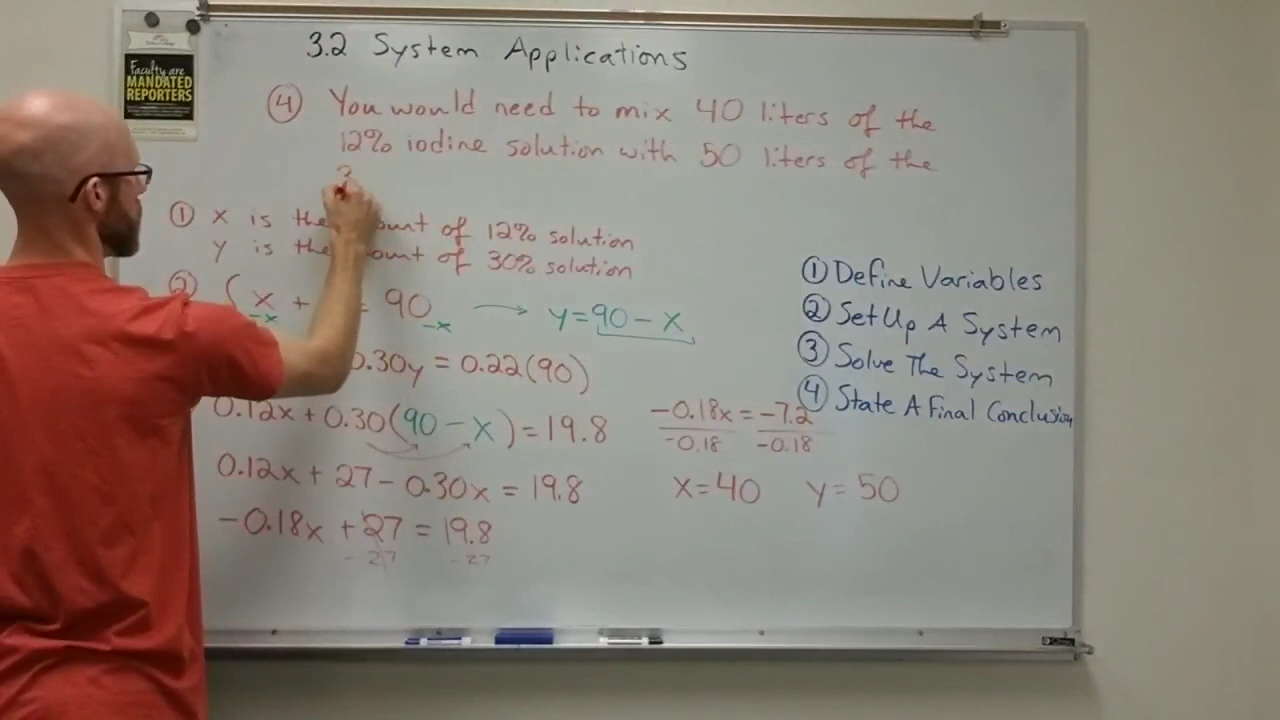 3.2 System Applications
Faculty are
MANDATED
REPORTERS
④ You would need to mix 40 liters of the
12% iodine solution with 50 liters of the
3
① x is the ount of 12% solution
y is the ount of 30% solution
② x + = 90 → y=90-x
-x -x
0.30y = 0.22(90)
0.12x + 0.30(90-x) = 19.8
0.12x + 27 - 0.30x = 19.8
-0.18x + 27 = 19.8
-27 -27
-0.18x = -7.2
-0.18 -0.18
x=40 y=50
① Define Variables
② Set Up A System
③ Solve The System
④ State A Final Conclusion